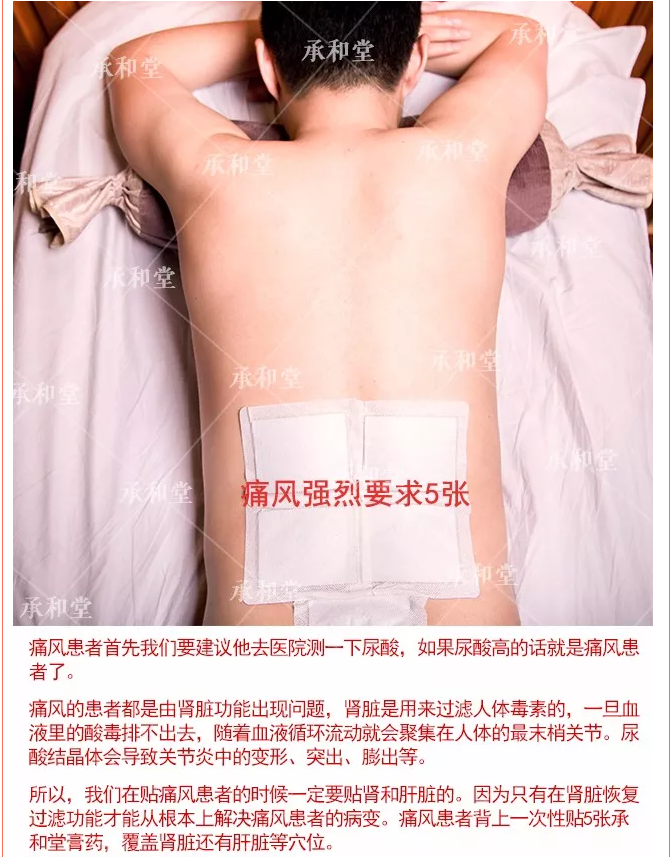 承和堂
承和堂
承和堂
承和堂
承和堂
和堂
承和堂
承和堂
承和堂
承和堂
承和堂
承和堂
承和堂
痛风强烈要求5张
承和堂
承和堂
承和堂
痛风患者首先我们要建议他去医院测一下尿酸，如果尿酸高的话就是痛风患
者了。
痛风的患者都是由肾脏功能出现问题，肾脏是用来过滤人体毒素的，一旦血
液里的酸毒排不出去，随着血液循环流动就会聚集在人体的最末梢关节。尿
酸结晶体会导致关节炎中的变形、突出、膨出等。
所以，我们在贴痛风患者的时候一定要贴肾和肝脏的。因为只有在肾脏恢复
过滤功能才能从根本上解决痛风患者的病变。痛风患者背上一次性贴5张承
和堂膏药，覆盖肾脏还有肝脏等穴位。